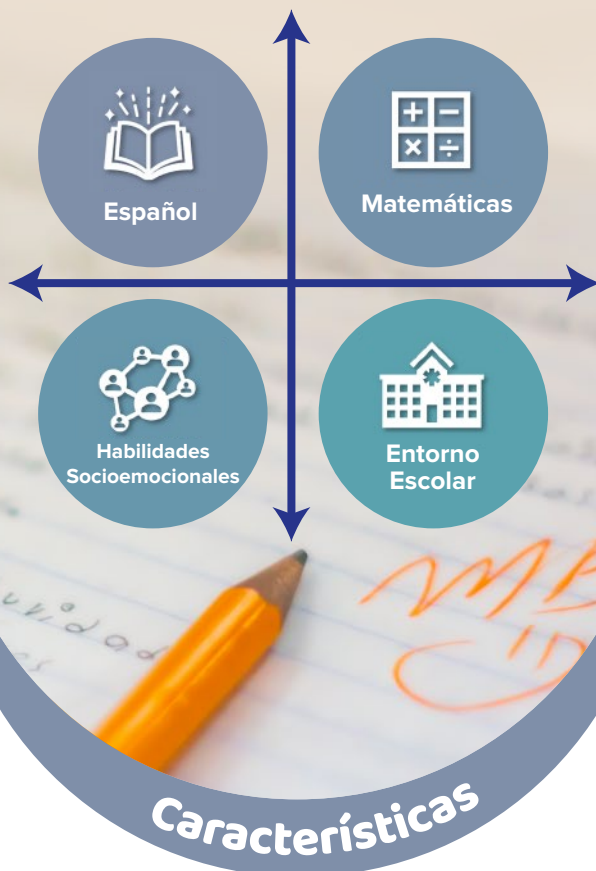 Español
Matemáticas
Habilidades
Socioemocionales
Entorno
Escolar
Características